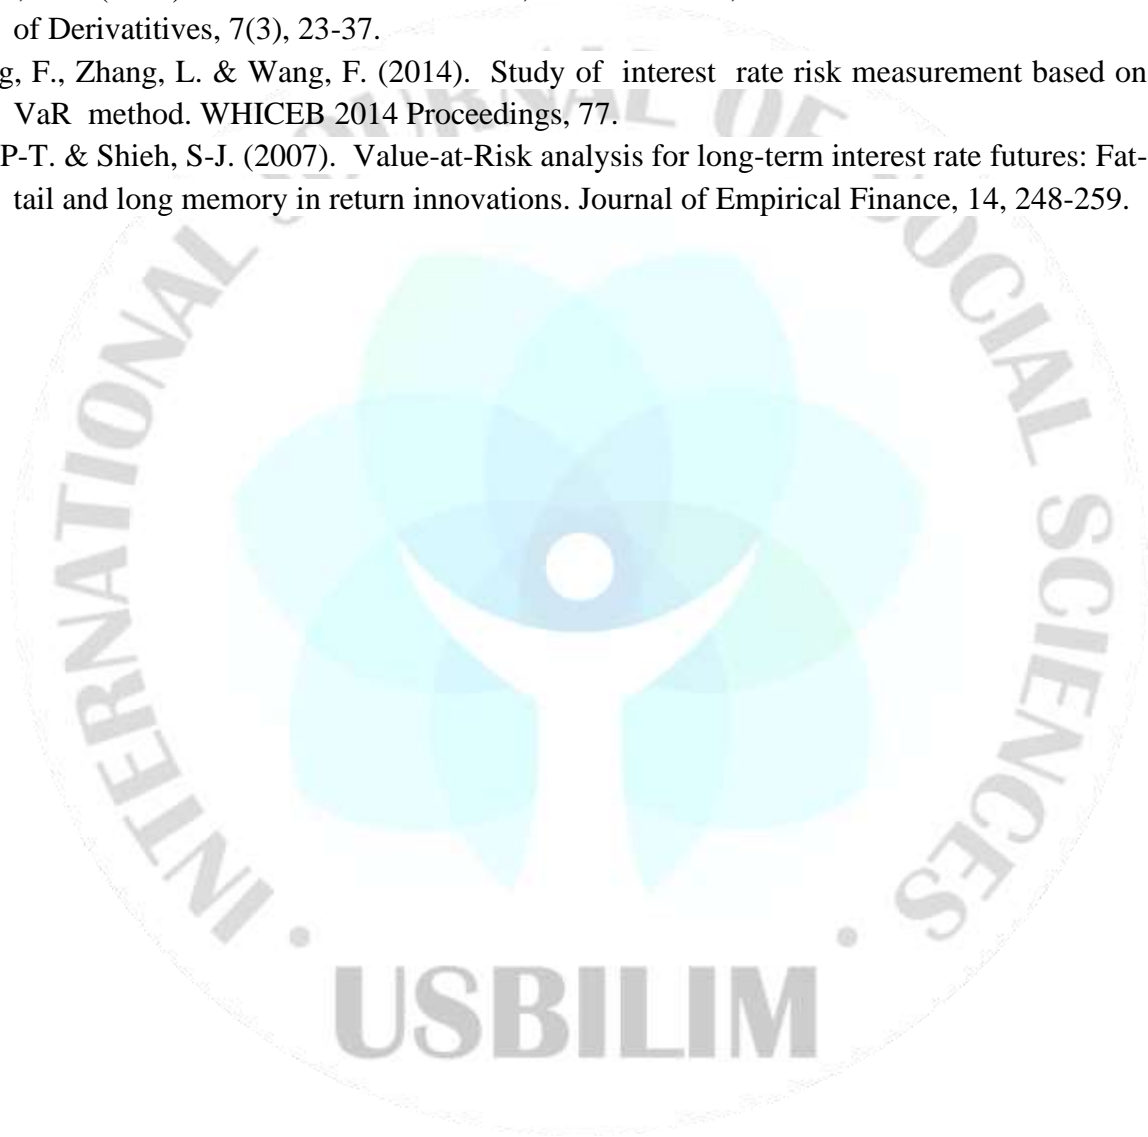 of Derivatitives, 7(3), 23-37.
g, F., Zhang, L. & Wang, F. (2014). Study of interest rate risk measurement based on
VaR method. WHICEB 2014 Proceedings, 77.
P-T. & Shieh, S-J. (2007). Value-at-Risk analysis for long-term interest rate futures: Fat-
tail and long memory in return innovations. Journal of Empirical Finance, 14, 248-259.
INTERNATIONAL JOURNAL OF SOCIAL SCIENCES
USBILIM